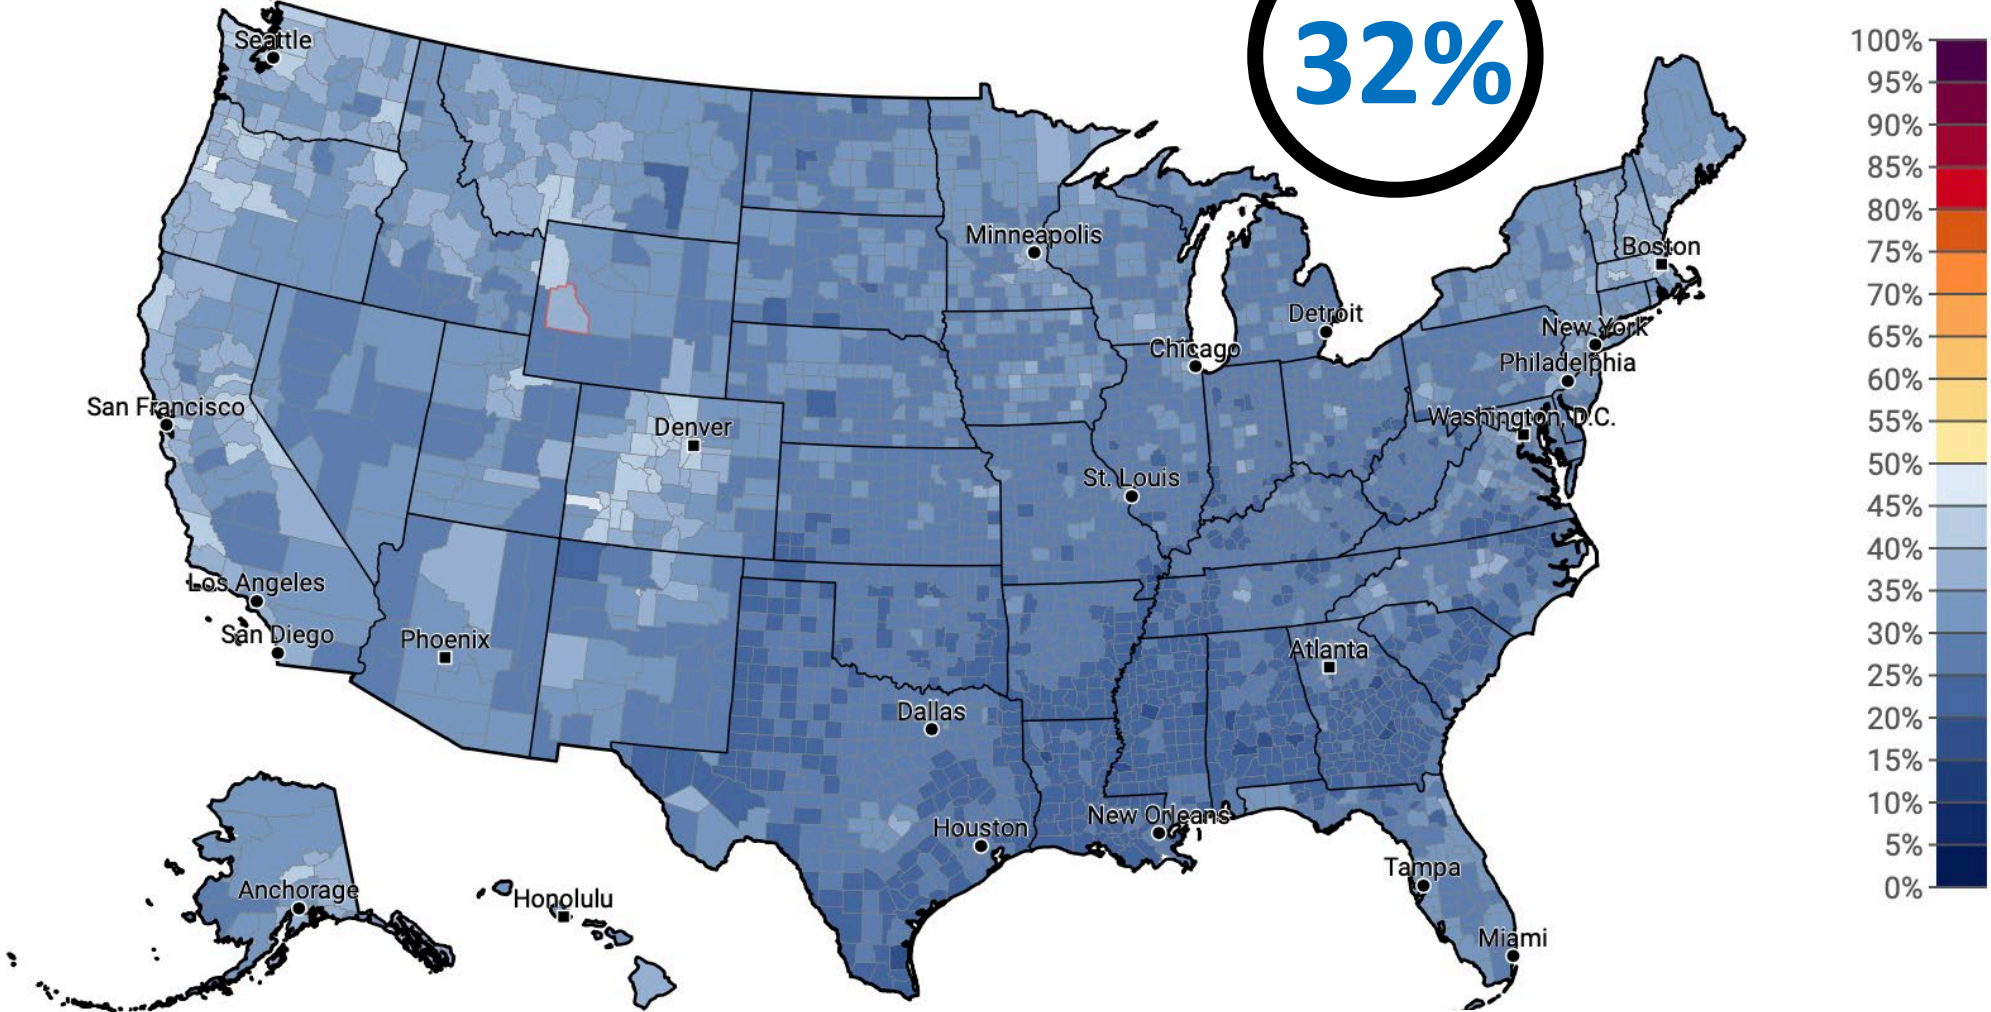 32%
Seattle
Minneapolis
Boston
Detroit
New York
Chicago
Philadelphia
San Francisco
Denver
Washington, D.C.
St. Louis
Los Angeles
San Diego
Phoenix
Atlanta
Dallas
New Orleans
Houston
Tampa
Anchorage
Honolulu
Miami
100%
95%
90%
85%
80%
75%
70%
65%
60%
55%
50%
45%
40%
35%
30%
25%
20%
15%
10%
5%
0%